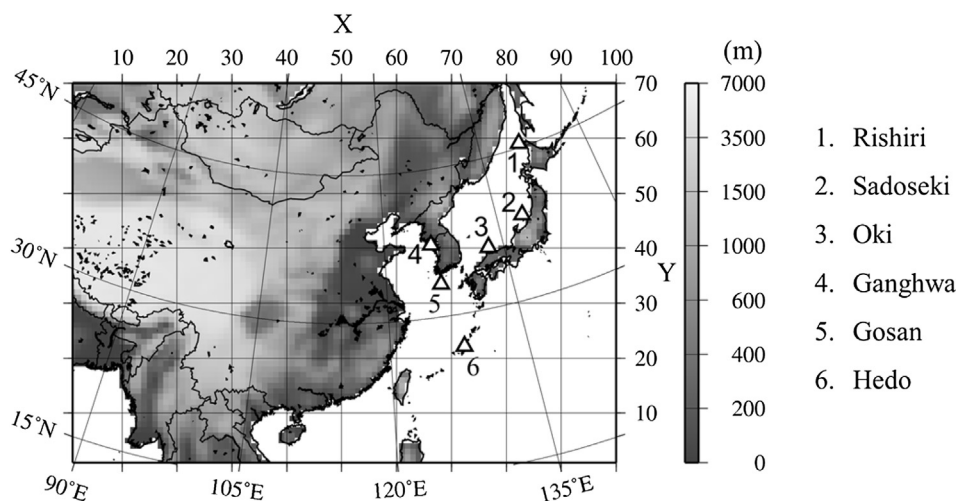 X
10 20 30 40 50 60 70 80 90 100
45°N
30°N
15°N
90°E 105°E 120°E 135°E
70
60
50
40
30
20
10
Y
1
2
3
4
5
6
(m)
7000
3500
1500
1000
600
400
200
0
1. Rishiri
2. Sadoseki
3. Oki
4. Ganghwa
5. Gosan
6. Hedo